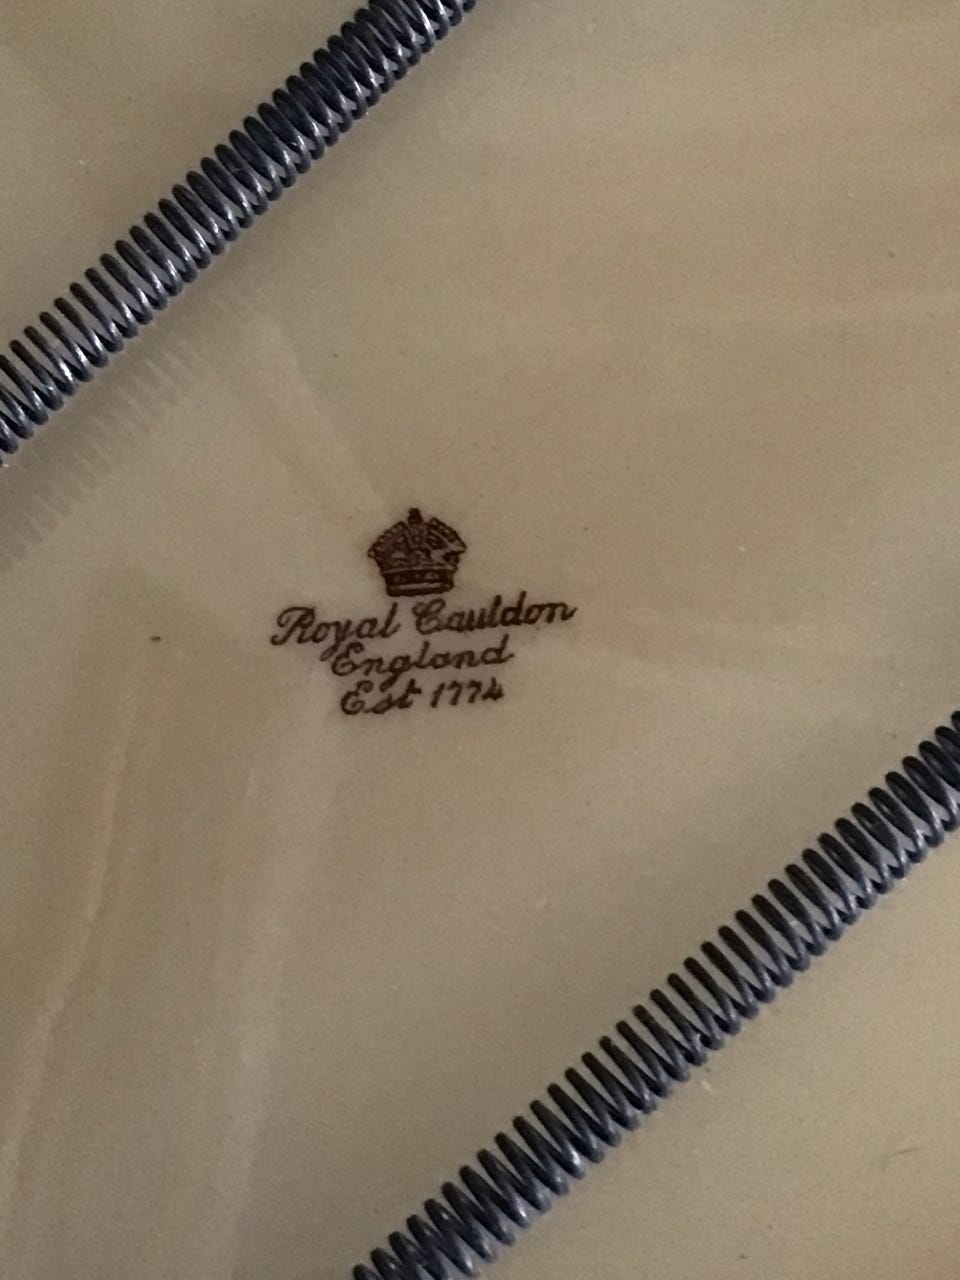 Royal Cauldon
England
Est 1774